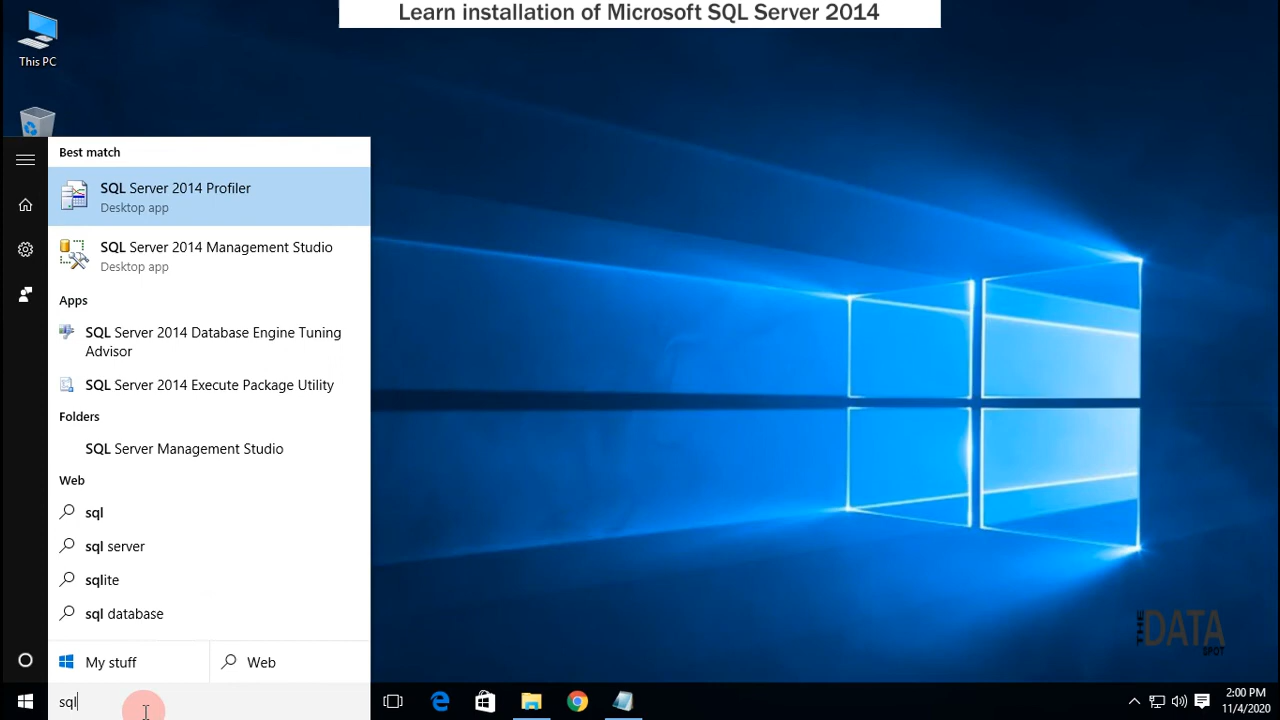 Learn installation of Microsoft SQL Server 2014
This PC
Best match
SQL Server 2014 Profiler
Desktop app
SQL Server 2014 Management Studio
Desktop app
Apps
SQL Server 2014 Database Engine Tuning
Advisor
SQL Server 2014 Execute Package Utility
Folders
SQL Server Management Studio
Web
sql
sql server
sqlite
sql database
My stuff
Web
sql
THE DATA
SPOT
2:00 PM
11/4/2020